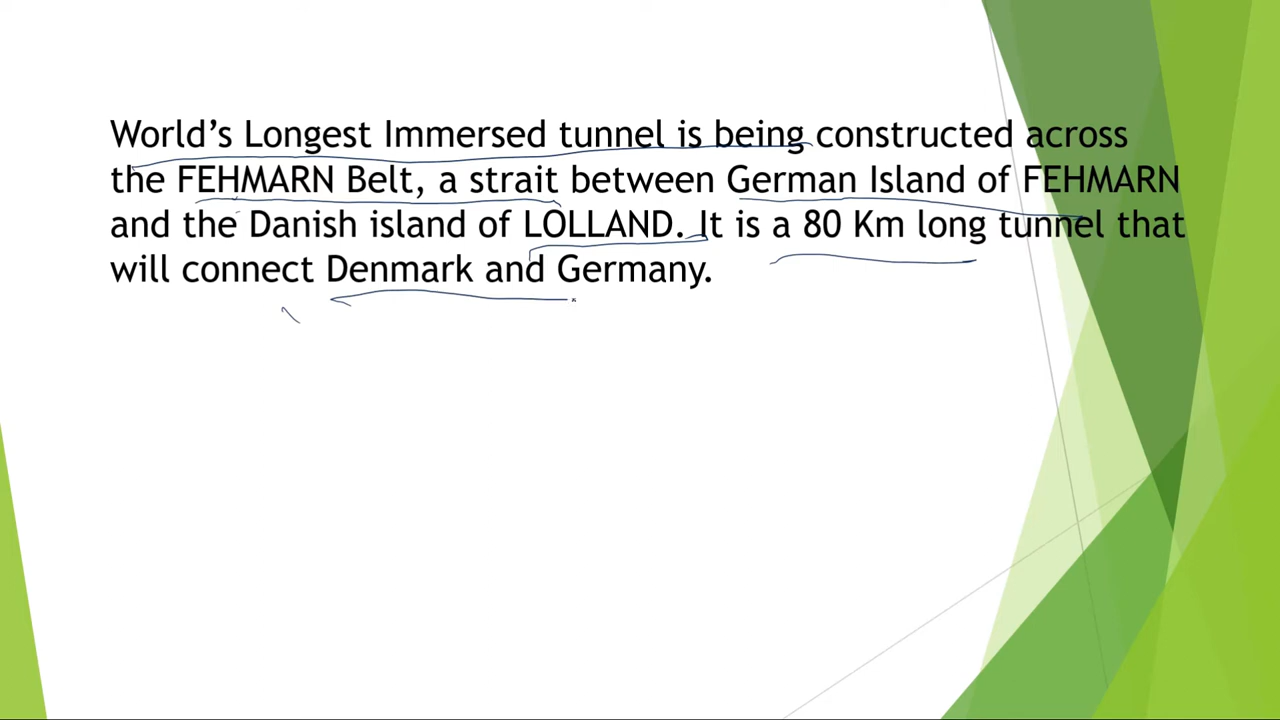 World’s Longest Immersed tunnel is being constructed across
the FEHMARN Belt, a strait between German Island of FEHMARN
and the Danish island of LOLLAND. It is a 80 Km long tunnel that
will connect Denmark and Germany.